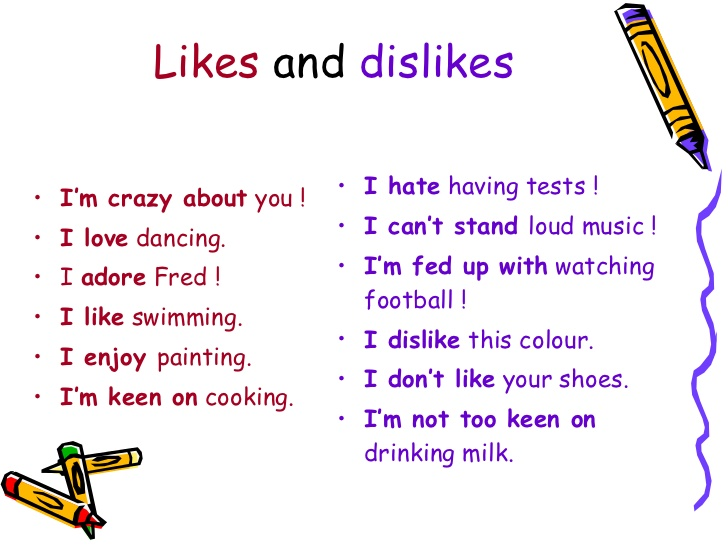 Likes and dislikes
• I'm crazy about you !
• I love dancing.
• I adore Fred !
• I like swimming.
• I enjoy painting.
• I'm keen on cooking.
• I hate having tests !
• I can't stand loud music !
• I'm fed up with watching
football !
• I dislike this colour.
• I don't like your shoes.
• I'm not too keen on
drinking milk.